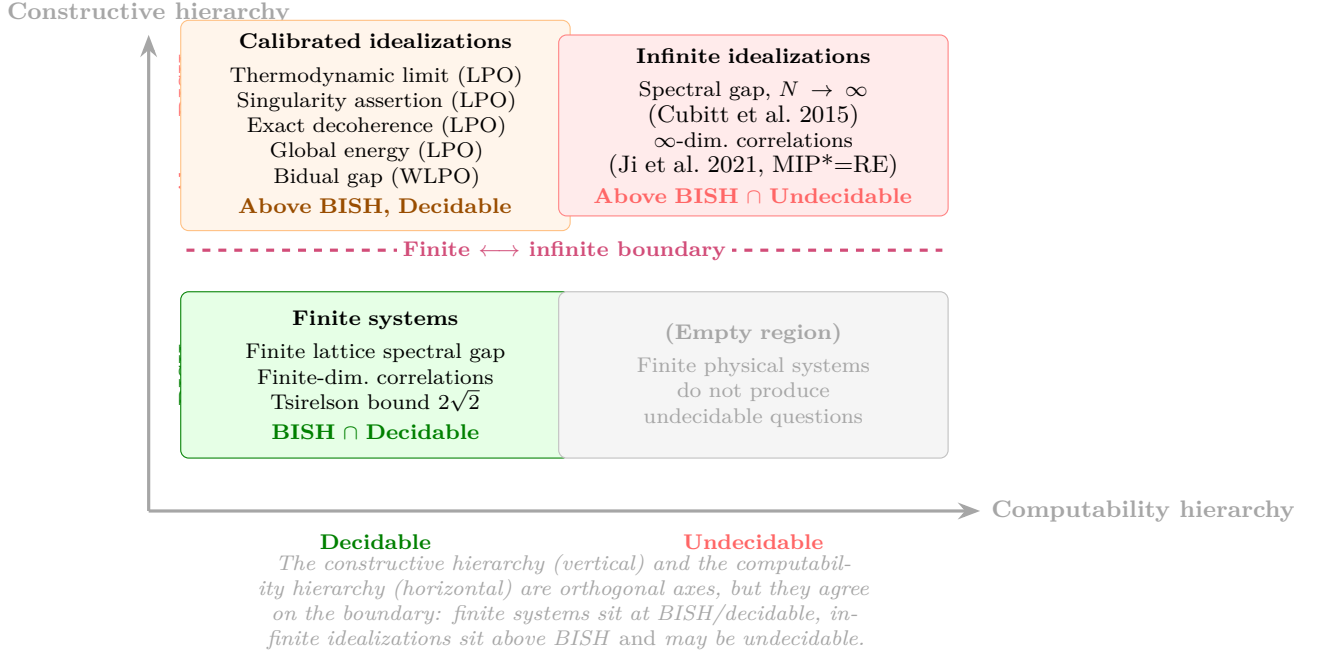 Constructive hierarchy
Calibrated idealizations
Thermodynamic limit (LPO)
Singularity assertion (LPO)
Exact decoherence (LPO)
Global energy (LPO)
Bidual gap (WLPO)
Above BISH, Decidable
Infinite idealizations
Spectral gap, N → ∞
(Cubitt et al. 2015)
∞-dim. correlations
(Ji et al. 2021, MIP*=RE)
Above BISH ∩ Undecidable
Finite ⟷ infinite boundary
Finite systems
Finite lattice spectral gap
Finite-dim. correlations
Tsirelson bound 2√2
BISH ∩ Decidable
(Empty region)
Finite physical systems
do not produce
undecidable questions
Computability hierarchy
Decidable
Undecidable
The constructive hierarchy (vertical) and the computabil-
ity hierarchy (horizontal) are orthogonal axes, but they agree
on the boundary: finite systems sit at BISH/decidable, in-
finite idealizations sit above BISH and may be undecidable.